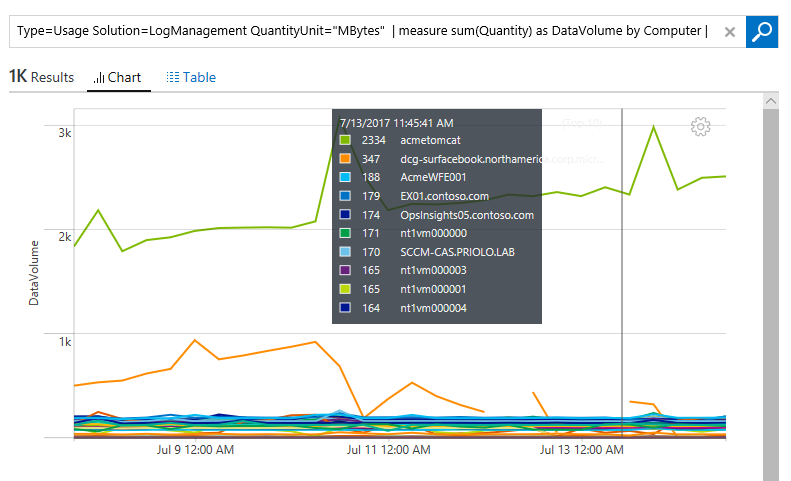 Type=Usage Solution=LogManagement QuantityUnit="MBytes" | measure sum(Quantity) as DataVolume by Computer |
1K Results
Chart
Table
DataVolume
3k
2k
1k
7/13/2017 11:45:41 AM
2334 acmetomcat
347 dcg-surfacebook.northamerica.corp.micr...
188 AcmeWFE001
179 EX01.contoso.com
174 OpsInsights05.contoso.com
171 nt1vm000000
170 SCCM-CAS.PRIOLO.LAB
165 nt1vm000003
165 nt1vm000001
164 nt1vm000004
(Top 10)
Jul 9 12:00 AM
Jul 11 12:00 AM
Jul 13 12:00 AM